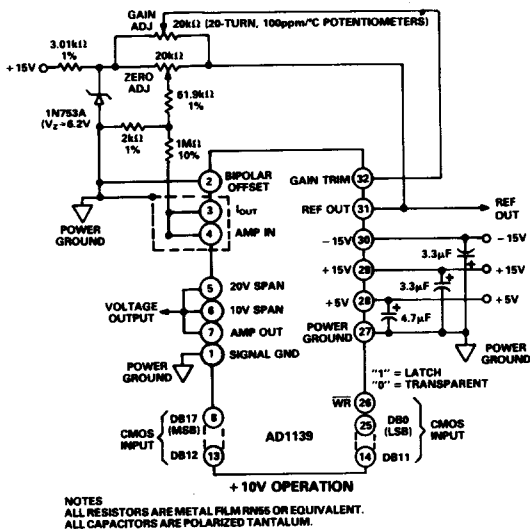 GAIN
ADJ
20kΩ (20-TURN, 100ppm/°C POTENTIOMETERS)
3.01kΩ
1%
+15V
20kΩ
ZERO
ADJ
1N753A
(VZ≈6.2V
61.9kΩ
1%
2kΩ
1%
1MΩ
10%
POWER
GROUND
2
BIPOLAR
OFFSET
3
IOUT
4
AMP IN
GAIN TRIM
32
REF OUT
31
REF
OUT
-15V
30
-15V
3.3µF
+15V
29
+15V
3.3µF
+5V
28
+5V
4.7µF
POWER
GROUND
27
POWER
GROUND
VOLTAGE
OUTPUT
5
20V SPAN
6
10V SPAN
7
AMP OUT
POWER
GROUND
1
SIGNAL GND
"1" = LATCH
"0" = TRANSPARENT
WR
26
CMOS
INPUT
DB17
(MSB)
8
DB12
13
AD1139
25
DB0
(LSB)
14
DB11
CMOS
INPUT
+10V OPERATION
NOTES
ALL RESISTORS ARE METAL FILM RN55 OR EQUIVALENT.
ALL CAPACITORS ARE POLARIZED TANTALUM.